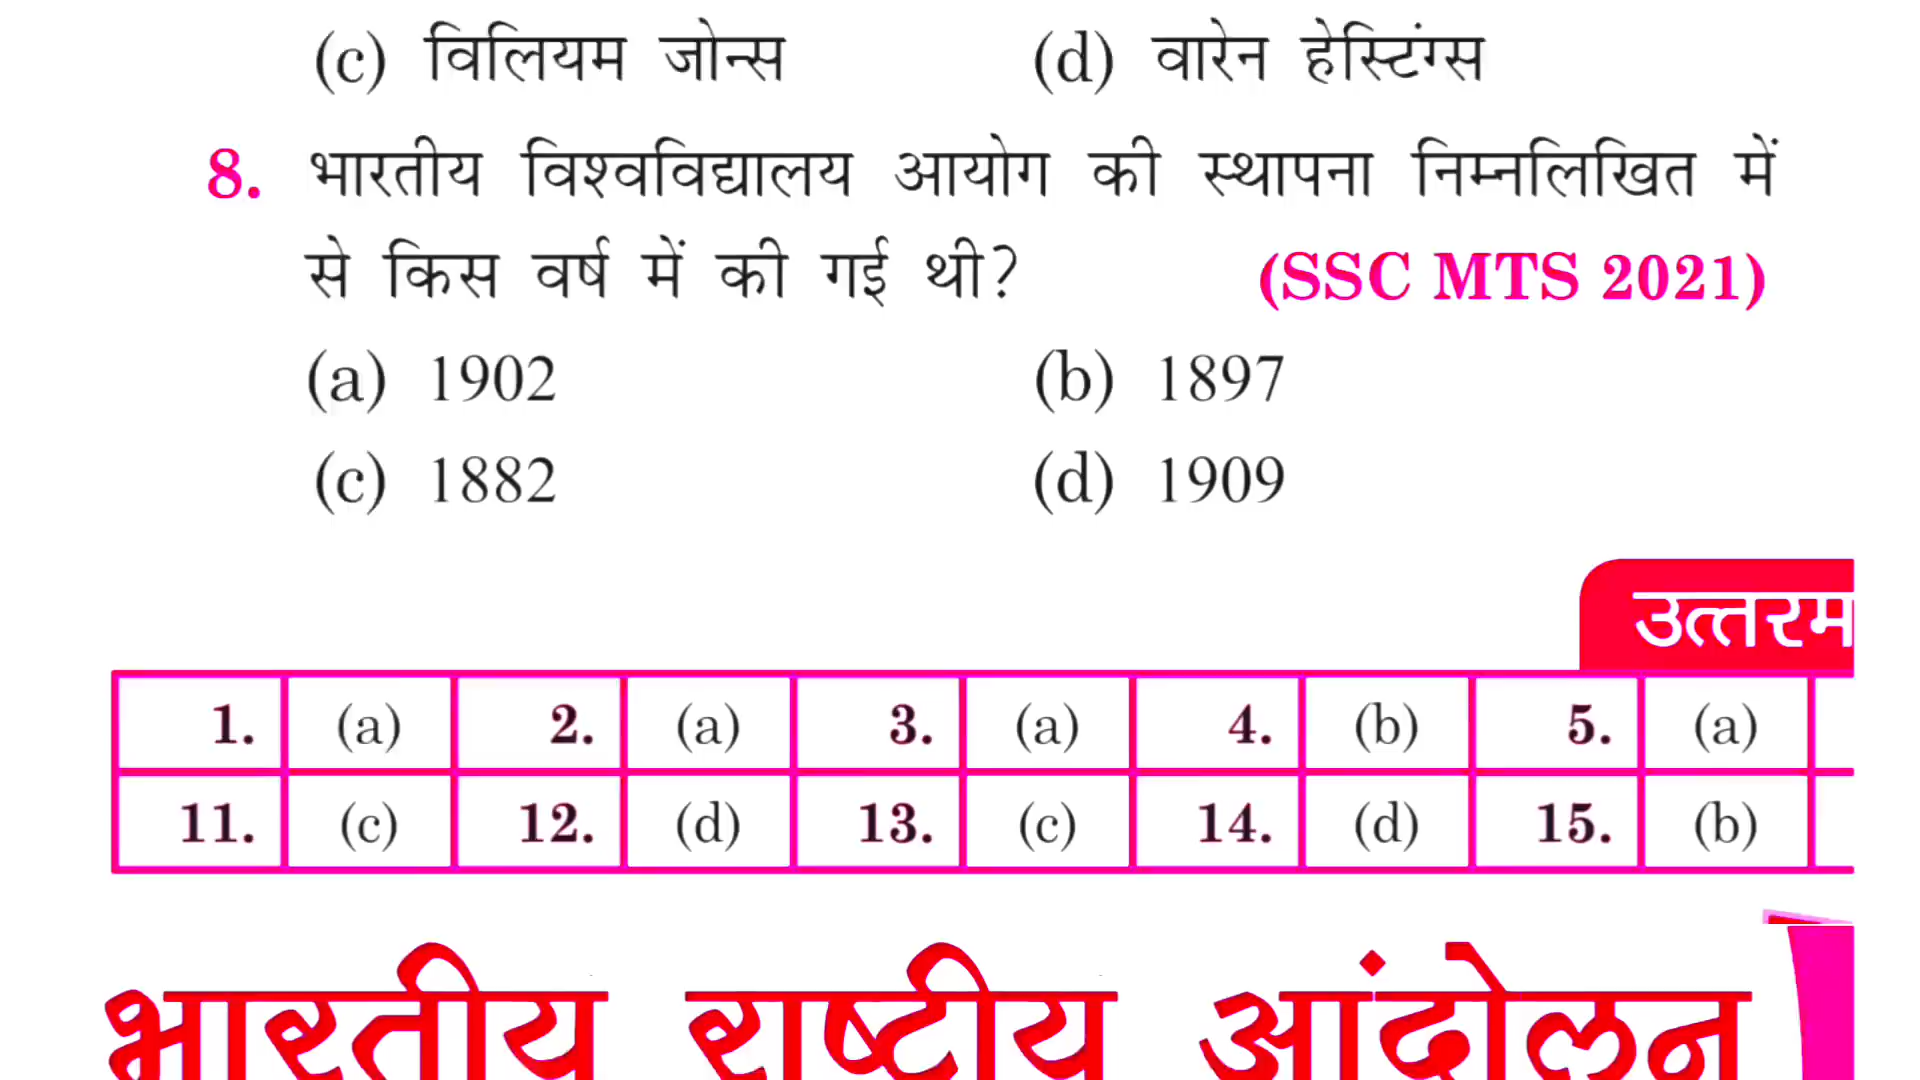 (c) विलियम जोन्स (d) वारेन हेस्टिंग्स
8. भारतीय विश्वविद्यालय आयोग की स्थापना निम्नलिखित में
से किस वर्ष में की गई थी? (SSC MTS 2021)
(a) 1902 (b) 1897
(c) 1882 (d) 1909
उत्तरम
1. (a) 2. (a) 3. (a) 4. (b) 5. (a)
11. (c) 12. (d) 13. (c) 14. (d) 15. (b)
भारतीय राष्टीय आंदोलन